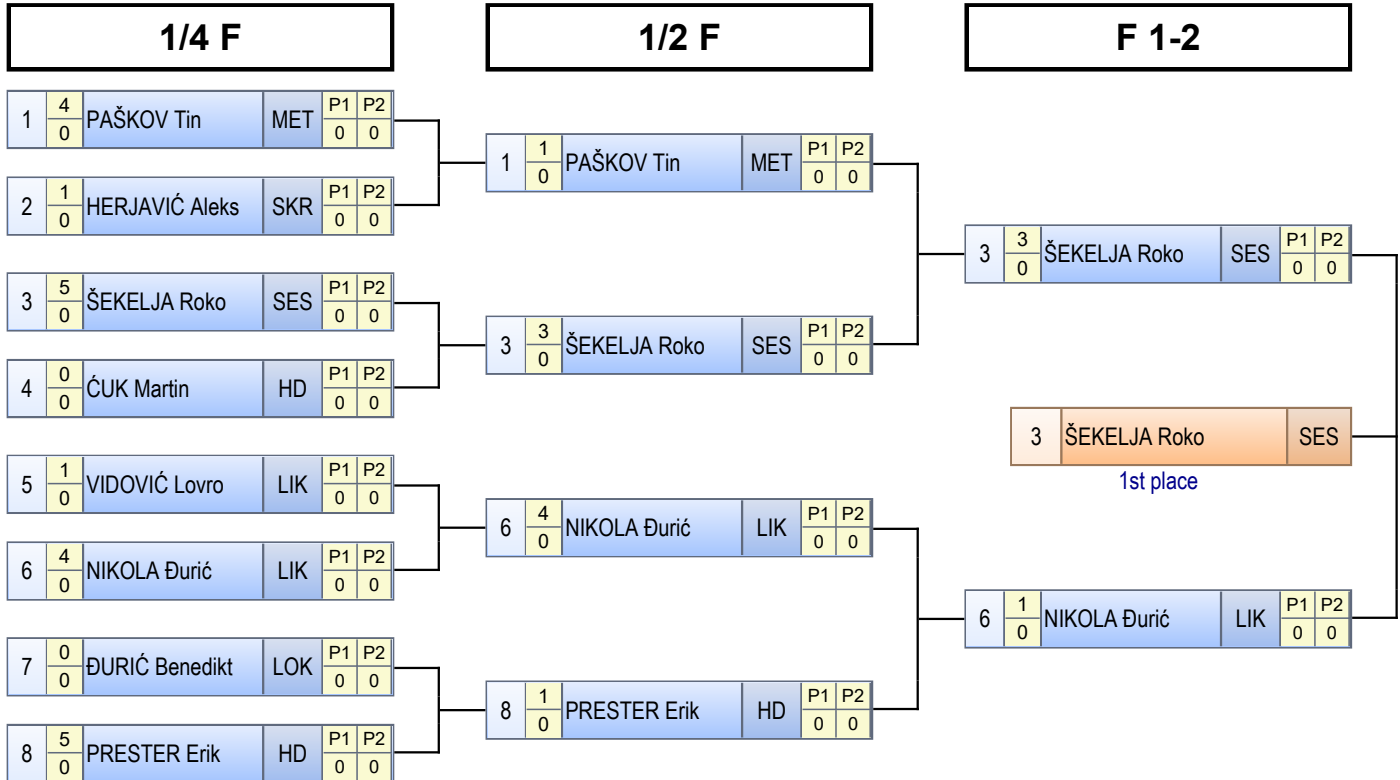 1/4 F
1/2 F
F 1-2
1 4 0 PAŠKOV Tin MET P1 P2 0 0
2 1 0 HERJAVIĆ Aleks SKR P1 P2 0 0
3 5 0 ŠEKELJA Roko SES P1 P2 0 0
4 0 0 ĆUK Martin HD P1 P2 0 0
5 1 0 VIDOVIĆ Lovro LIK P1 P2 0 0
6 4 0 NIKOLA Đurić LIK P1 P2 0 0
7 0 0 ĐURIĆ Benedikt LOK P1 P2 0 0
8 5 0 PRESTER Erik HD P1 P2 0 0
1 1 0 PAŠKOV Tin MET P1 P2 0 0
3 3 0 ŠEKELJA Roko SES P1 P2 0 0
6 4 0 NIKOLA Đurić LIK P1 P2 0 0
8 1 0 PRESTER Erik HD P1 P2 0 0
3 3 0 ŠEKELJA Roko SES P1 P2 0 0
3 ŠEKELJA Roko SES
1st place
6 1 0 NIKOLA Đurić LIK P1 P2 0 0